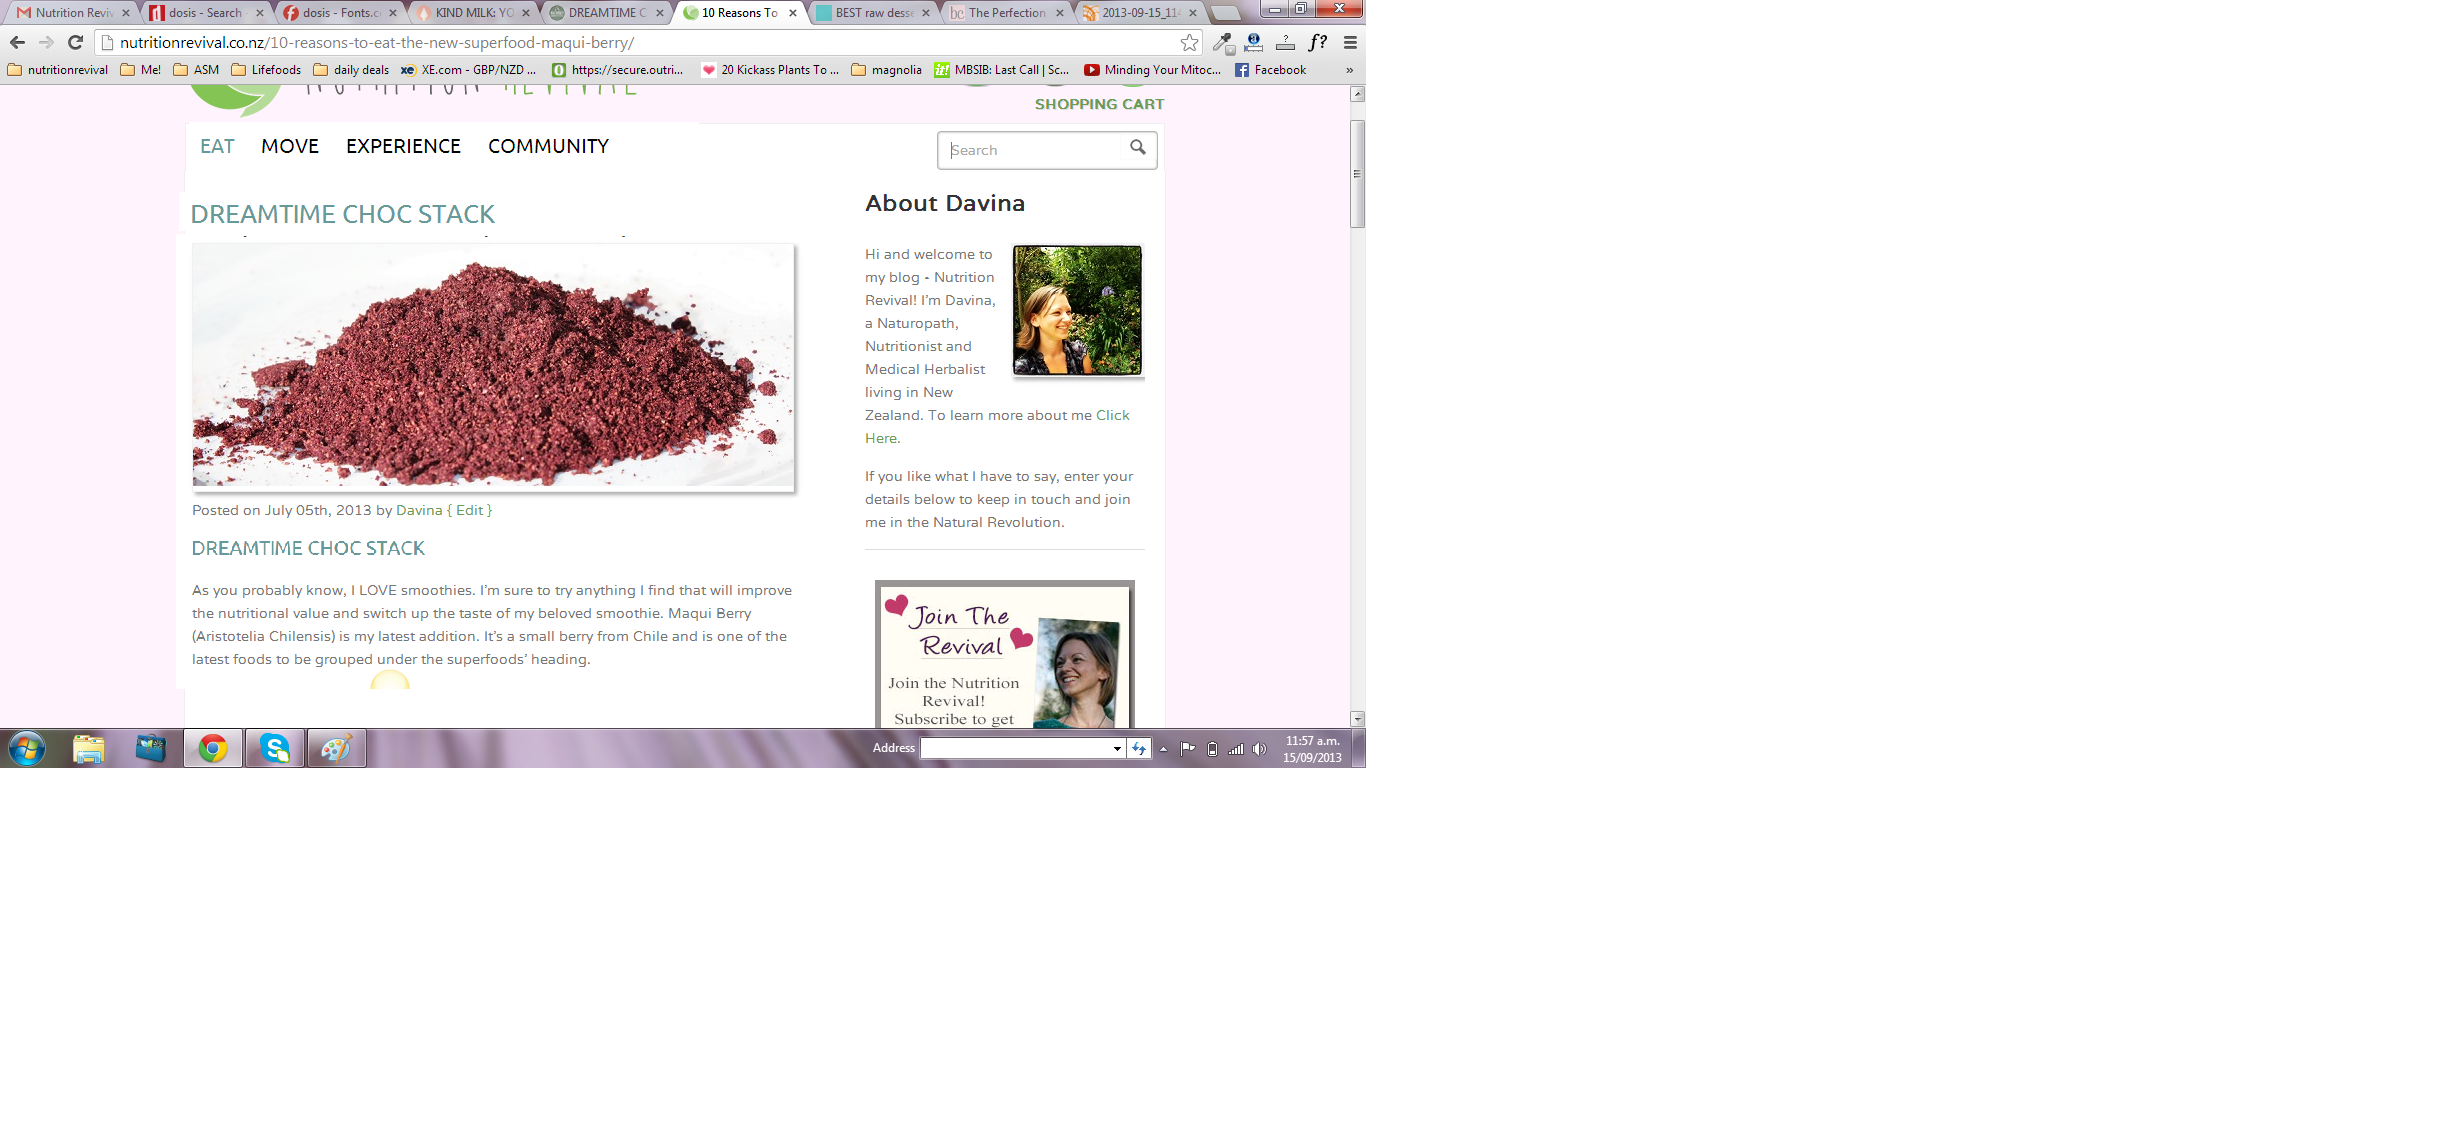 Nutrition Reviv
dosis - Search
dosis - Fonts.c
KIND MILK: YO
DREAMTIME C
10 Reasons To
BEST raw desse
The Perfection
2013-09-15_114
nutritionrevival.co.nz/10-reasons-to-eat-the-new-superfood-maqui-berry/
f?
nutritionrevival
Me!
ASM
Lifefoods
daily deals
XE.com - GBP/NZD ...
https://secure.outri...
20 Kickass Plants To ...
magnolia
MBSIB: Last Call | Sc...
Minding Your Mitoc...
Facebook
»
NUTRITION REVIVAL
SHOPPING CART
EAT
MOVE
EXPERIENCE
COMMUNITY
Search
DREAMTIME CHOC STACK
Posted on July 05th, 2013 by Davina { Edit }
DREAMTIME CHOC STACK
As you probably know, I LOVE smoothies. I'm sure to try anything I find that will improve
the nutritional value and switch up the taste of my beloved smoothie. Maqui Berry
(Aristotelia Chilensis) is my latest addition. It's a small berry from Chile and is one of the
latest foods to be grouped under the superfoods' heading.
About Davina
Hi and welcome to
my blog - Nutrition
Revival! I'm Davina,
a Naturopath,
Nutritionist and
Medical Herbalist
living in New
Zealand. To learn more about me Click
Here.
If you like what I have to say, enter your
details below to keep in touch and join
me in the Natural Revolution.
Join The
Revival
Join the Nutrition
Revival!
Subscribe to get
Address
11:57 a.m.
15/09/2013